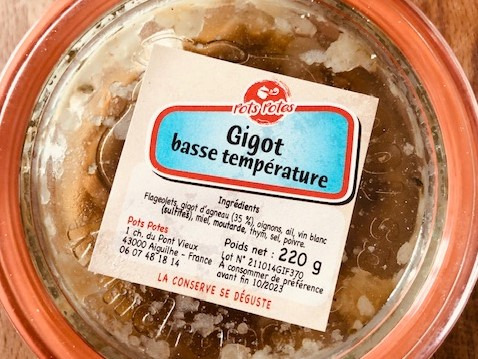 Pots Potes
Gigot
basse température
Ingrédients
Flageolets, gigot d'agneau (35 %), oignons, ail, vin blanc
(sulfites), miel, moutarde, thym, sel, poivre.
Pots Potes
1 ch. du Pont Vieux
43000 Aiguilhe - France
06 07 48 18 14
Poids net : 220 g
Lot N° 211014GIF370
A consommer de préférence
avant fin 10/2023
LA CONSERVE SE DÉGUSTE